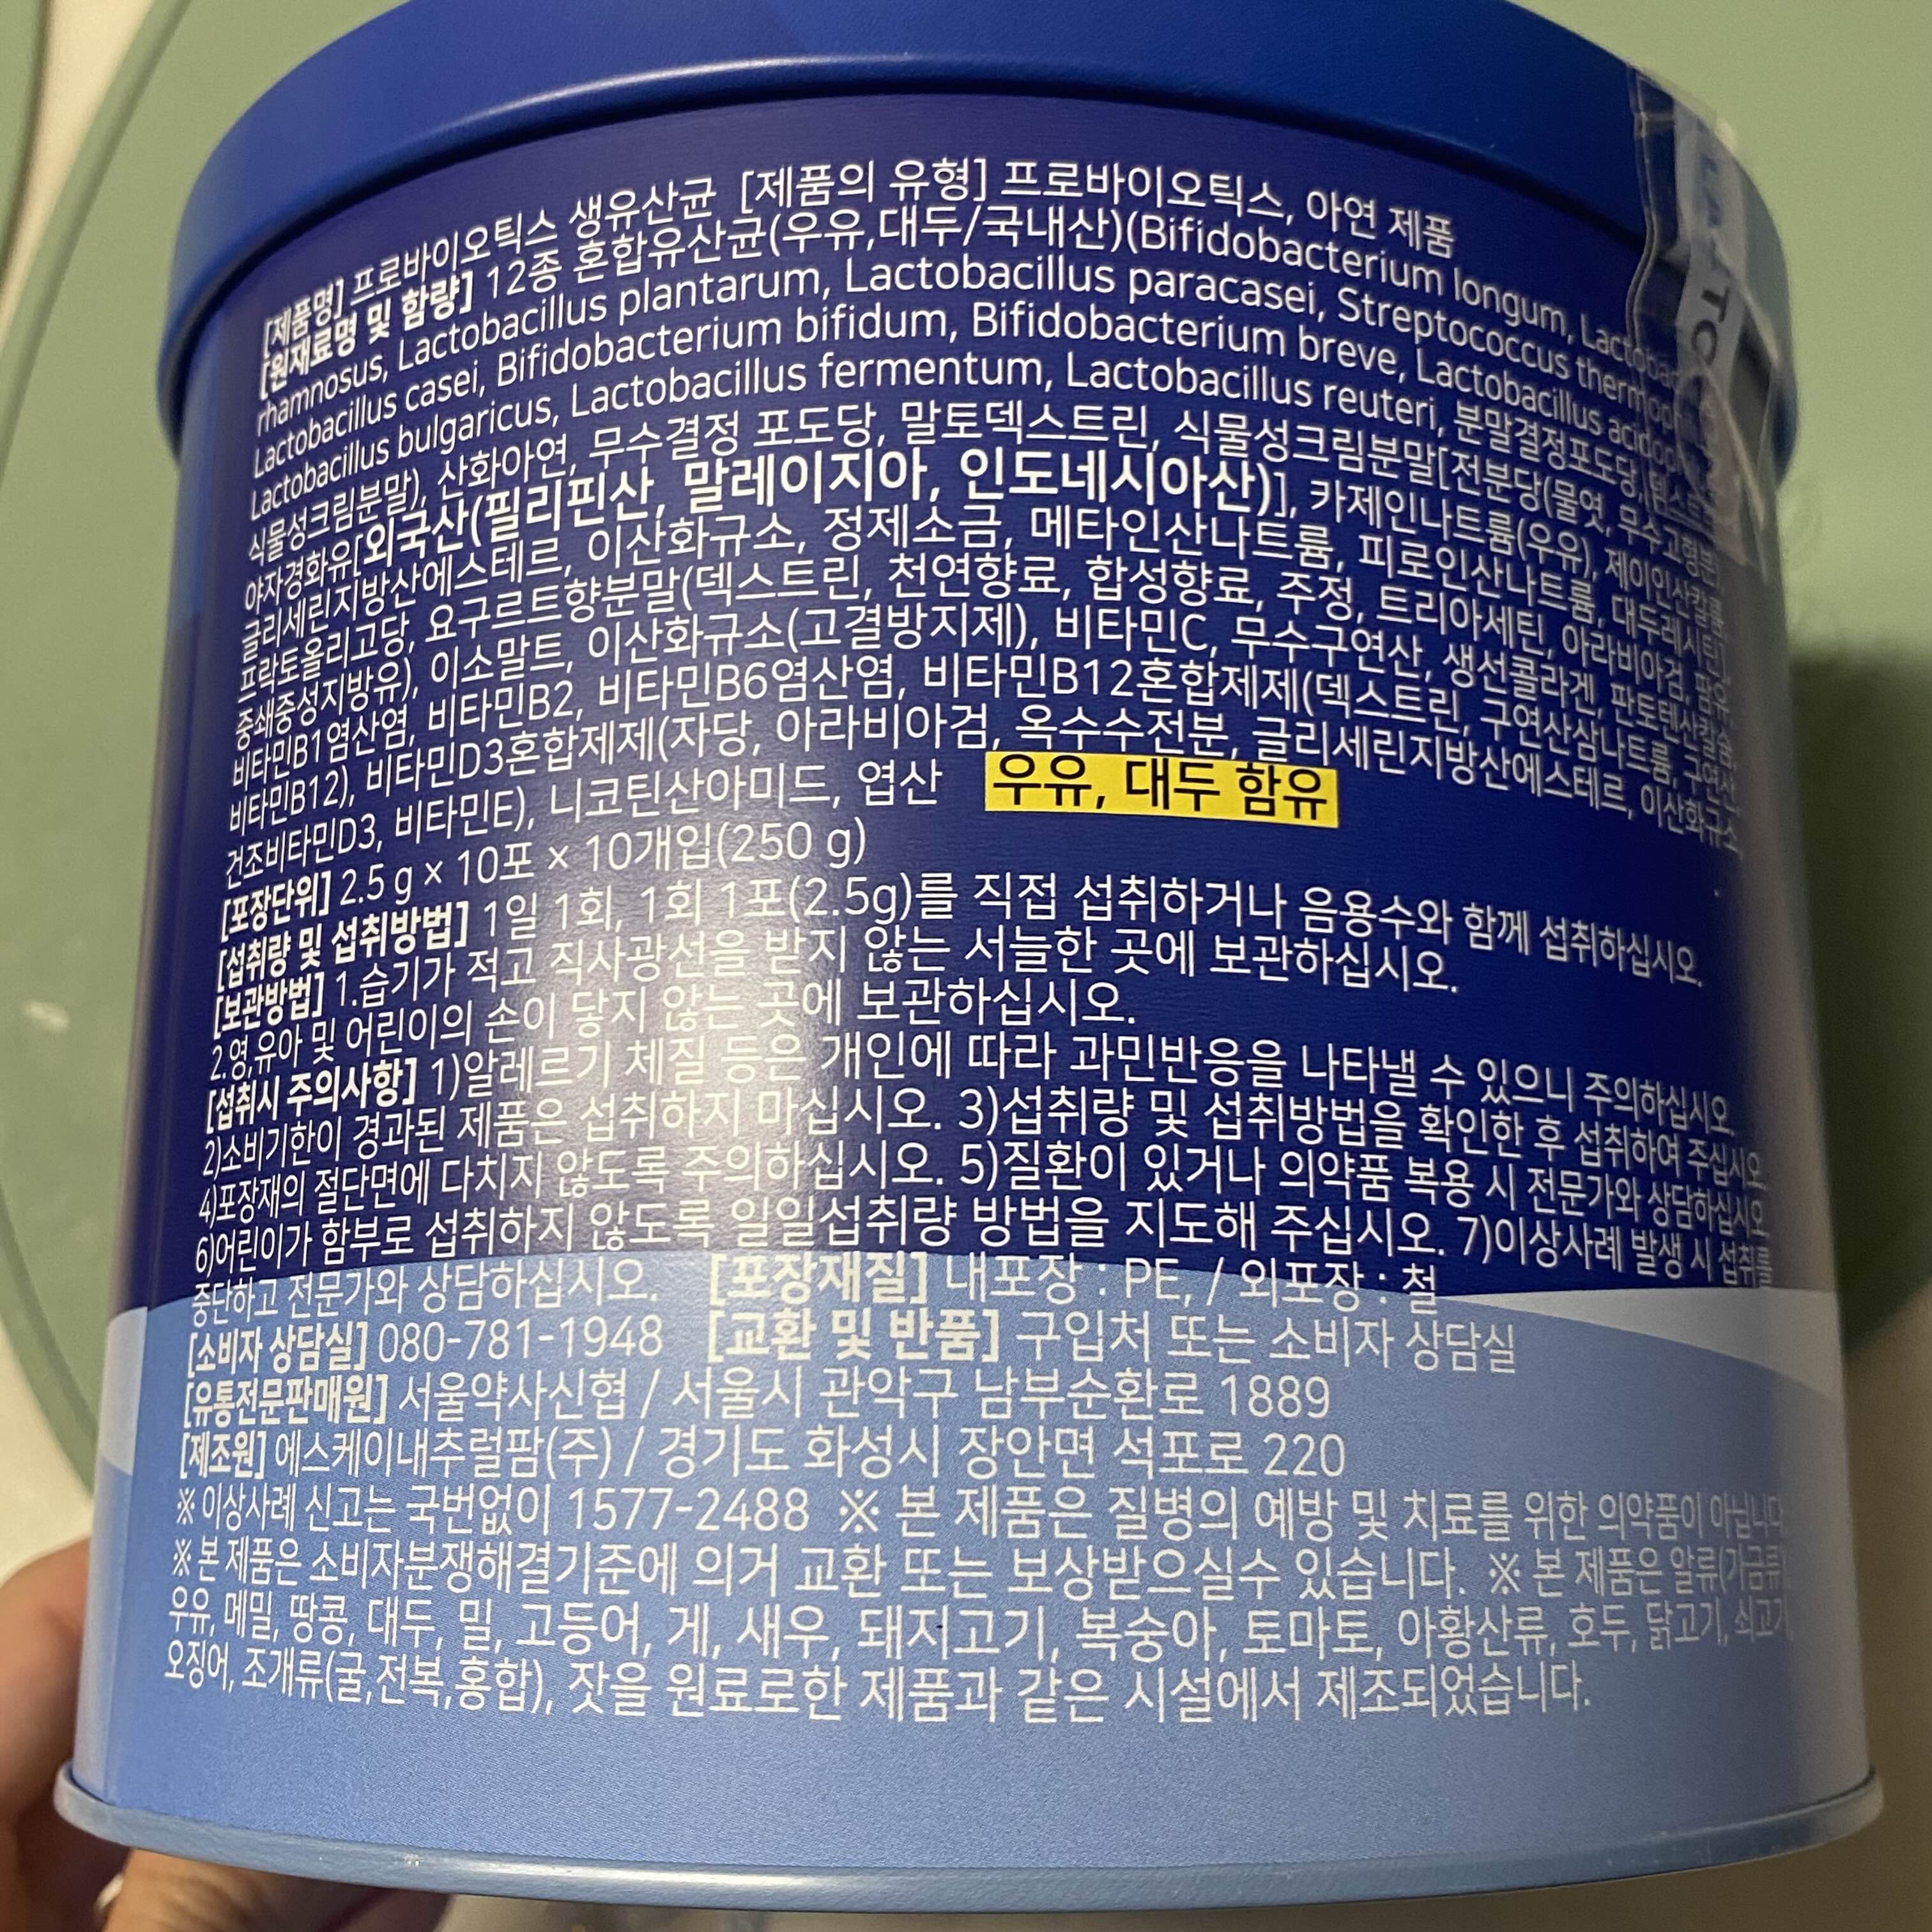 [제품명] 프로바이오틱스 생유산균 [제품의 유형] 프로바이오틱스, 아연 제품
[원재료명 및 함량] 12종 혼합유산균(우유,대두/국내산)(Bifidobacterium longum,
rhamnosus, Lactobacillus plantarum, Lactobacillus paracasei, Streptococcus
Lactobacillus casei, Bifidobacterium bifidum, Bifidobacterium breve, Lactobacillus
Lactobacillus bulgaricus, Lactobacillus fermentum, Lactobacillus reuteri, 분말결정포도당,
식물성크림분말), 산화아연, 무수결정 포도당, 말토덱스트린, 식물성크림분말[전분당(물엿, 무수고형분),
야자경화유[외국산(필리핀산, 말레이지아, 인도네시아산)], 카제인나트륨(우유), 제이인산칼륨,
글리세린지방산에스테르, 이산화규소, 정제소금, 메타인산나트륨, 피로인산나트륨, 대두레시틴],
프락토올리고당, 요구르트향분말(덱스트린, 천연향료, 합성향료, 주정, 트리아세틴, 아라비아검, 팜유,
중쇄중성지방유), 이소말트, 이산화규소(고결방지제), 비타민C, 무수구연산, 생선콜라겐, 판토텐산칼슘,
비타민B1염산염, 비타민B2, 비타민B6염산염, 비타민B12혼합제제(덱스트린, 구연산삼나트륨, 구연산,
비타민B12), 비타민D3혼합제제(자당, 아라비아검, 옥수수전분, 글리세린지방산에스테르, 이산화규소,
건조비타민D3, 비타민E), 니코틴산아미드, 엽산 우유, 대두 함유
[포장단위] 2.5 g × 10포 × 10개입(250 g)
[섭취량 및 섭취방법] 1일 1회, 1회 1포(2.5g)를 직접 섭취하거나 음용수와 함께 섭취하십시오.
[보관방법] 1.습기가 적고 직사광선을 받지 않는 서늘한 곳에 보관하십시오.
2.영,유아 및 어린이의 손이 닿지 않는 곳에 보관하십시오.
[섭취시 주의사항] 1)알레르기 체질 등은 개인에 따라 과민반응을 나타낼 수 있으니 주의하십시오.
2)소비기한이 경과된 제품은 섭취하지 마십시오. 3)섭취량 및 섭취방법을 확인한 후 섭취하여 주십시오.
4)포장재의 절단면에 다치지 않도록 주의하십시오. 5)질환이 있거나 의약품 복용 시 전문가와 상담하십시오.
6)어린이가 함부로 섭취하지 않도록 일일섭취량 방법을 지도해 주십시오. 7)이상사례 발생 시 섭취를
중단하고 전문가와 상담하십시오. [포장재질] 내포장 : PE, / 외포장 : 철
[소비자 상담실] 080-781-1948 [교환 및 반품] 구입처 또는 소비자 상담실
[유통전문판매원] 서울약사신협 / 서울시 관악구 남부순환로 1889
[제조원] 에스케이내추럴팜(주) / 경기도 화성시 장안면 석포로 220
※ 이상사례 신고는 국번없이 1577-2488 ※ 본 제품은 질병의 예방 및 치료를 위한 의약품이 아닙니다
※ 본 제품은 소비자분쟁해결기준에 의거 교환 또는 보상받으실수 있습니다. ※ 본 제품은 알류(가금류),
우유, 메밀, 땅콩, 대두, 밀, 고등어, 게, 새우, 돼지고기, 복숭아, 토마토, 아황산류, 호두, 닭고기, 쇠고기,
오징어, 조개류(굴,전복,홍합), 잣을 원료로한 제품과 같은 시설에서 제조되었습니다.